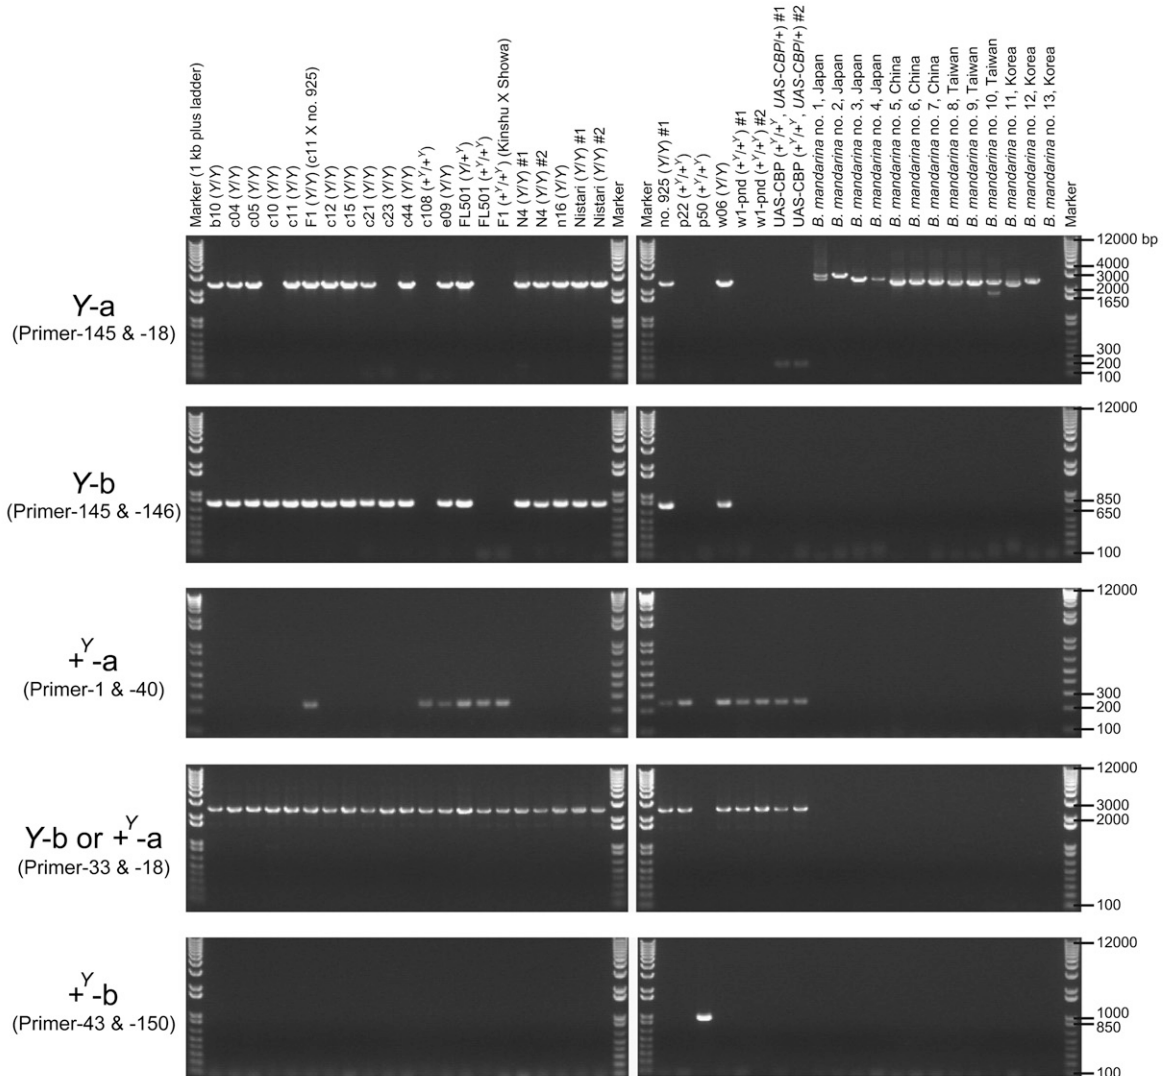 Marker (1 kb plus ladder)
b10 (Y/Y)
c04 (Y/Y)
c05 (Y/Y)
c10 (Y/Y)
c11 (Y/Y)
F1 (Y/Y) (c11 X no. 925)
c12 (Y/Y)
c15 (Y/Y)
c21 (Y/Y)
c23 (Y/Y)
c44 (Y/Y)
c108 (+Y/+Y)
e09 (Y/Y)
FL501 (Y/+Y)
FL501 (+Y/+Y)
F1 (+Y/+Y) (Kinshu X Showa)
N4 (Y/Y) #1
N4 (Y/Y) #2
n16 (Y/Y)
Nistari (Y/Y) #1
Nistari (Y/Y) #2
Marker
Marker
no. 925 (Y/Y) #1
p22 (+Y/+Y)
p50 (+Y/+Y)
w06 (Y/Y)
w1-pnd (+Y/+Y) #1
w1-pnd (+Y/+Y) #2
UAS-CBP (+Y/+Y, UAS-CBP/+) #1
UAS-CBP (+Y/+Y, UAS-CBP/+) #2
B. mandarina no. 1, Japan
B. mandarina no. 2, Japan
B. mandarina no. 3, Japan
B. mandarina no. 4, Japan
B. mandarina no. 5, China
B. mandarina no. 6, China
B. mandarina no. 7, China
B. mandarina no. 8, Taiwan
B. mandarina no. 9, Taiwan
B. mandarina no. 10, Taiwan
B. mandarina no. 11, Korea
B. mandarina no. 12, Korea
B. mandarina no. 13, Korea
Marker
Y-a
(Primer-145 & -18)
12000 bp
4000
3000
2000
1650
300
200
100
Y-b
(Primer-145 & -146)
12000
850
650
100
+Y-a
(Primer-1 & -40)
12000
300
200
100
Y-b or +Y-a
(Primer-33 & -18)
12000
3000
2000
100
+Y-b
(Primer-43 & -150)
12000
1000
850
100